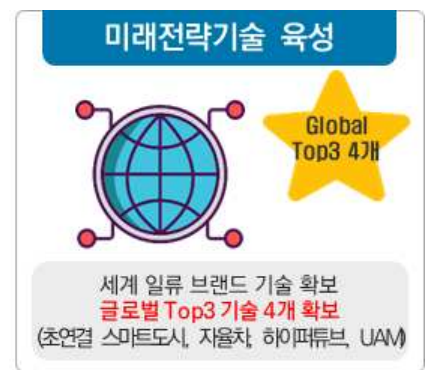 미래전략기술 육성
Global
Top3 4개
세계 일류 브랜드 기술 확보
글로벌 Top3 기술 4개 확보
(초연결 스마트도시, 자율차, 하이퍼튜브, UAM)